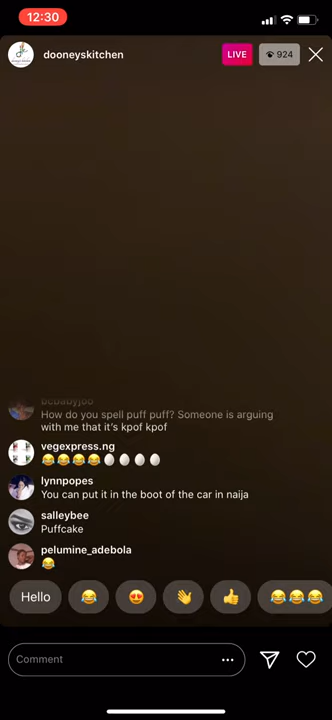 12:30
dooneyskitchen
LIVE
924
bcbabyjoo
How do you spell puff puff? Someone is arguing
with me that it's kpof kpof
vegexpress.ng
😂😂😂😂🥚🥚🥚🥚
lynnpopes
You can put it in the boot of the car in naija
salleybee
Puffcake
pelumine_adebola
😂
Hello 😂 😍 👋 👍 😂😂😂
Comment